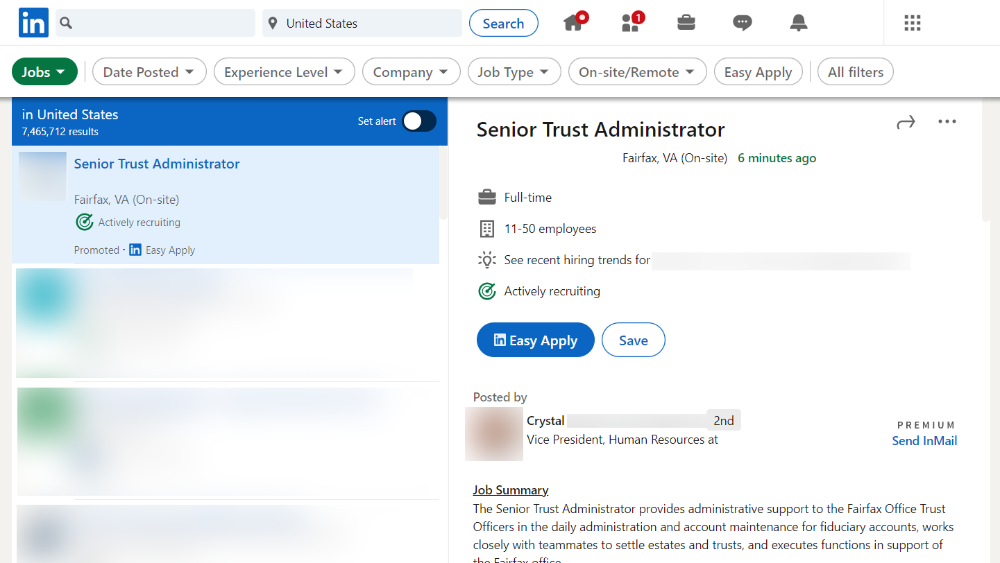 in
United States
Search
1
Jobs
Date Posted
Experience Level
Company
Job Type
On-site/Remote
Easy Apply
All filters
in United States
7,465,712 results
Set alert
Senior Trust Administrator
Fairfax, VA (On-site)
Actively recruiting
Promoted · in Easy Apply
Senior Trust Administrator
Fairfax, VA (On-site) 6 minutes ago
Full-time
11-50 employees
See recent hiring trends for
Actively recruiting
in Easy Apply
Save
Posted by
Crystal 2nd
Vice President, Human Resources at
PREMIUM
Send InMail
Job Summary
The Senior Trust Administrator provides administrative support to the Fairfax Office Trust
Officers in the daily administration and account maintenance for fiduciary accounts, works
closely with teammates to settle estates and trusts, and executes functions in support of
the Fairfax office